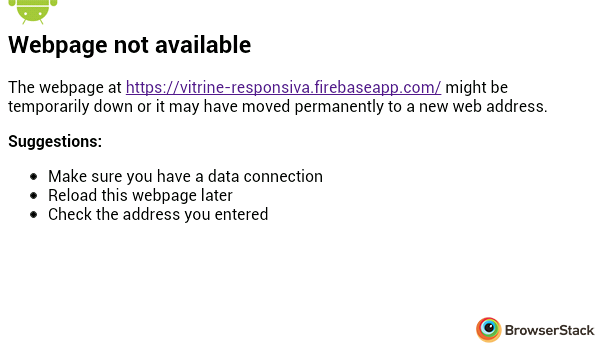 Webpage not available
The webpage at https://vitrine-responsiva.firebaseapp.com/ might be
temporarily down or it may have moved permanently to a new web address.
Suggestions:
Make sure you have a data connection
Reload this webpage later
Check the address you entered
BrowserStack